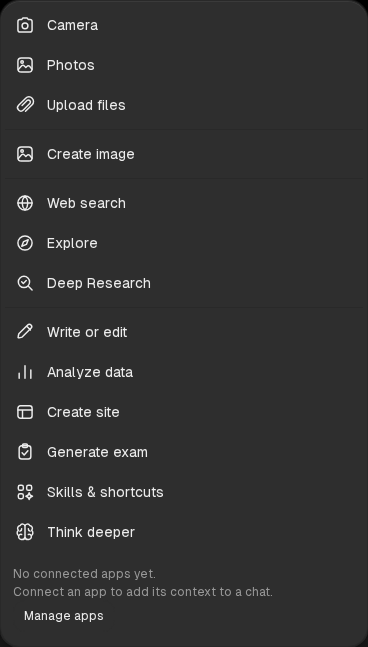 Camera
Photos
Upload files
Create image
Web search
Explore
Deep Research
Write or edit
Analyze data
Create site
Generate exam
Skills & shortcuts
Think deeper
No connected apps yet.
Connect an app to add its context to a chat.
Manage apps